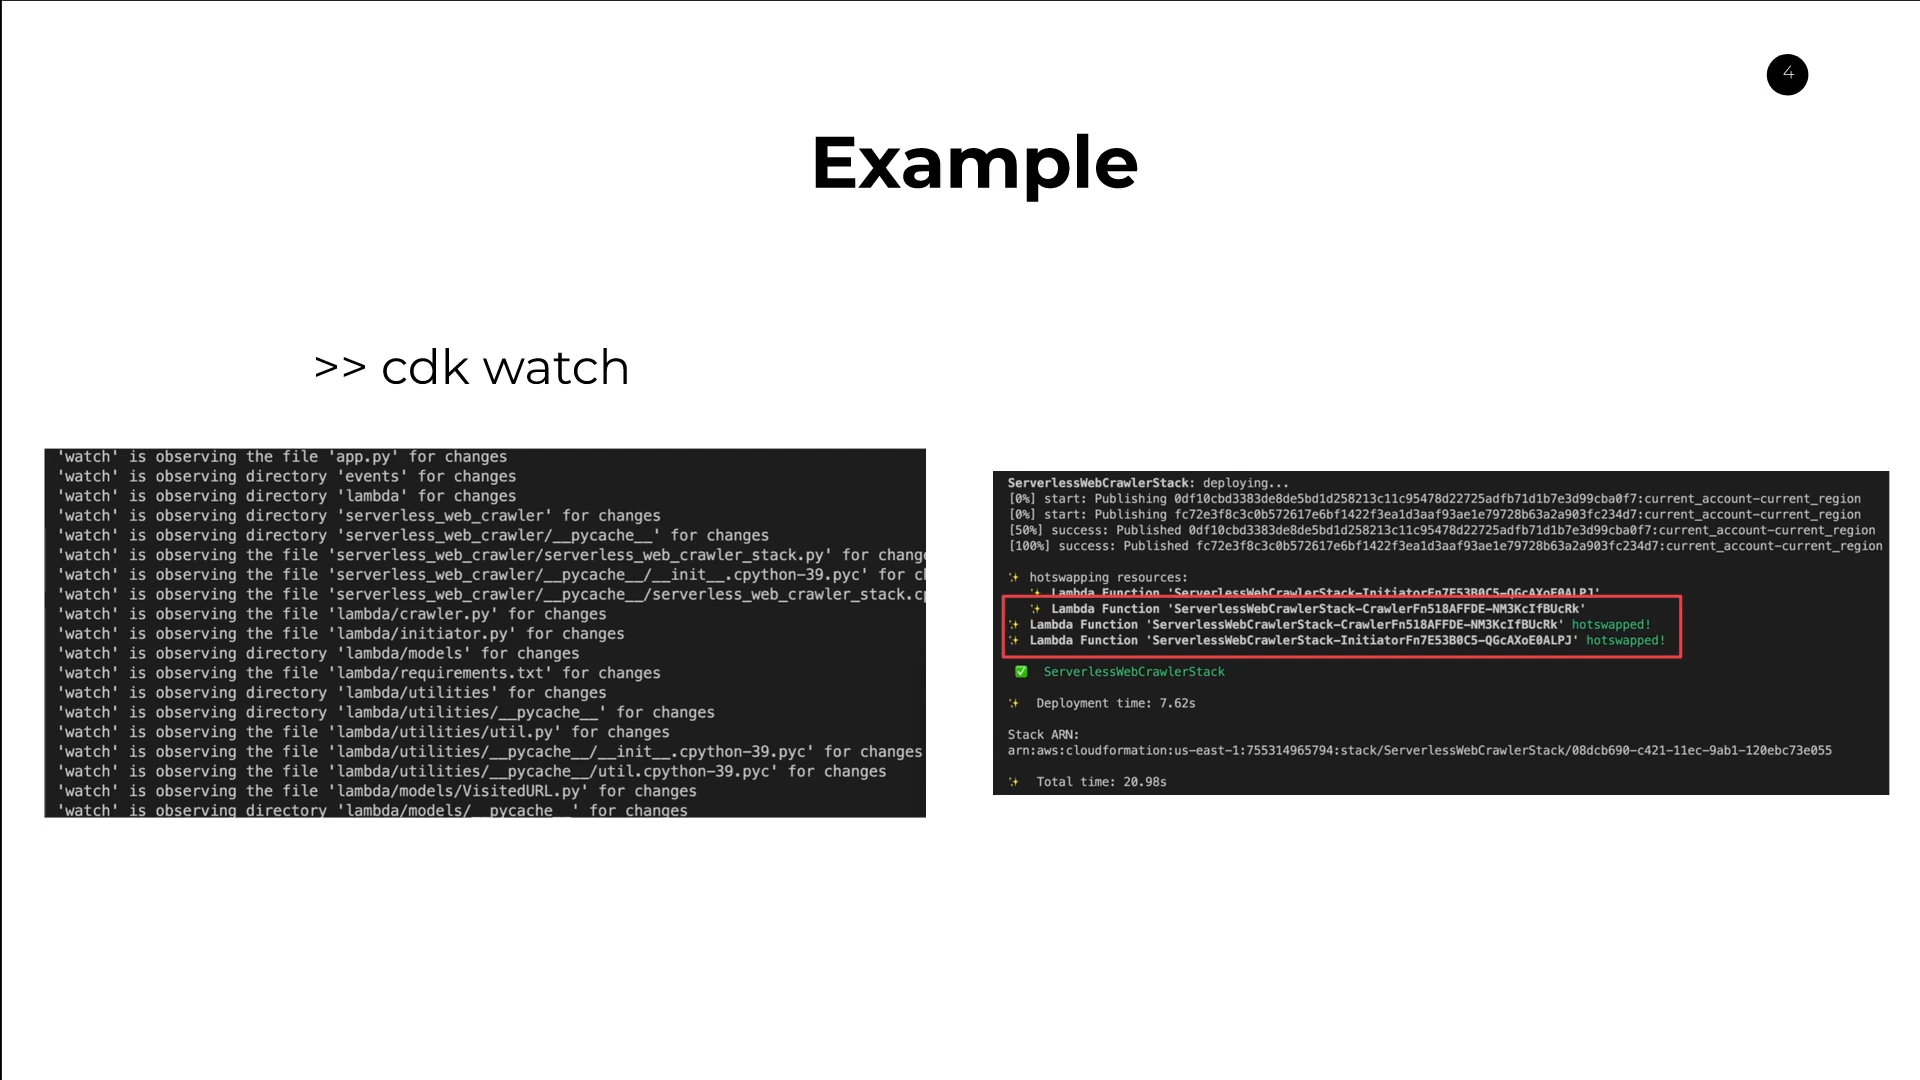 4
Example
>> cdk watch
'watch' is observing the file 'app.py' for changes
'watch' is observing directory 'events' for changes
'watch' is observing directory 'lambda' for changes
'watch' is observing directory 'serverless_web_crawler' for changes
'watch' is observing directory 'serverless_web_crawler/__pycache__' for changes
'watch' is observing the file 'serverless_web_crawler/serverless_web_crawler_stack.py' for change
'watch' is observing the file 'serverless_web_crawler/__pycache__/__init__.cpython-39.pyc' for c
'watch' is observing the file 'serverless_web_crawler/__pycache__/serverless_web_crawler_stack.c
'watch' is observing the file 'lambda/crawler.py' for changes
'watch' is observing the file 'lambda/initiator.py' for changes
'watch' is observing directory 'lambda/models' for changes
'watch' is observing the file 'lambda/requirements.txt' for changes
'watch' is observing directory 'lambda/utilities' for changes
'watch' is observing directory 'lambda/utilities/__pycache__' for changes
'watch' is observing the file 'lambda/utilities/util.py' for changes
'watch' is observing the file 'lambda/utilities/__pycache__/__init__.cpython-39.pyc' for changes
'watch' is observing the file 'lambda/utilities/__pycache__/util.cpython-39.pyc' for changes
'watch' is observing the file 'lambda/models/VisitedURL.py' for changes
'watch' is observing directory 'lambda/models/__pycache__' for changes
ServerlessWebCrawlerStack: deploying...
[0%] start: Publishing 0df10cbd3383de8de5bd1d258213c11c95478d22725adfb71d1b7e3d99cba0f7:current_account-current_region
[0%] start: Publishing fc72e3f8c3c0b572617e6bf1422f3ea1d3aaf93ae1e79728b63a2a903fc234d7:current_account-current_region
[50%] success: Published 0df10cbd3383de8de5bd1d258213c11c95478d22725adfb71d1b7e3d99cba0f7:current_account-current_region
[100%] success: Published fc72e3f8c3c0b572617e6bf1422f3ea1d3aaf93ae1e79728b63a2a903fc234d7:current_account-current_region
✨ hotswapping resources:
✨ Lambda Function 'ServerlessWebCrawlerStack-InitiatorFn7E53B0C5-QGcAXoE0ALPJ'
✨ Lambda Function 'ServerlessWebCrawlerStack-CrawlerFn518AFFDE-NM3KcIfBUcRk'
✨ Lambda Function 'ServerlessWebCrawlerStack-CrawlerFn518AFFDE-NM3KcIfBUcRk' hotswapped!
✨ Lambda Function 'ServerlessWebCrawlerStack-InitiatorFn7E53B0C5-QGcAXoE0ALPJ' hotswapped!
✅ ServerlessWebCrawlerStack
✨ Deployment time: 7.62s
Stack ARN:
arn:aws:cloudformation:us-east-1:755314965794:stack/ServerlessWebCrawlerStack/08dcb690-c421-11ec-9ab1-120ebc73e055
✨ Total time: 20.98s